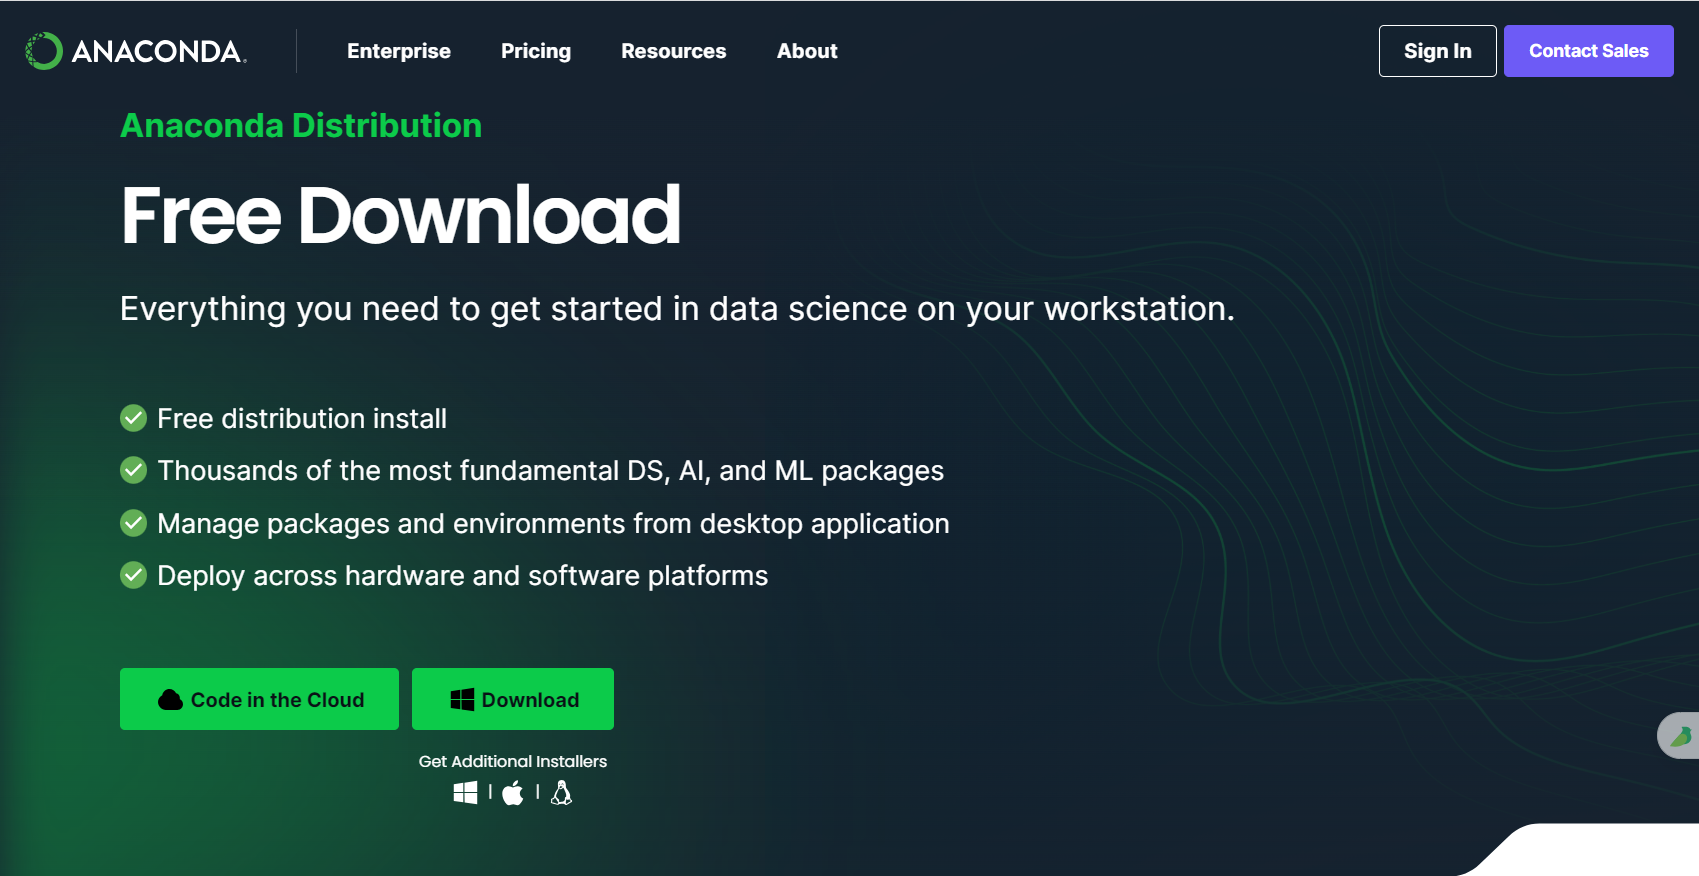 ANACONDA.
Enterprise
Pricing
Resources
About
Sign In
Contact Sales
Anaconda Distribution
Free Download
Everything you need to get started in data science on your workstation.
Free distribution install
Thousands of the most fundamental DS, AI, and ML packages
Manage packages and environments from desktop application
Deploy across hardware and software platforms
Code in the Cloud
Download
Get Additional Installers
| |